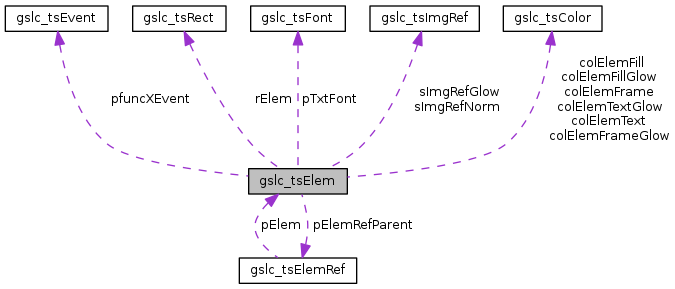 gslc_tsEvent
gslc_tsRect
gslc_tsFont
gslc_tsImgRef
gslc_tsColor
pfuncXEvent
rElem
pTxtFont
sImgRefGlow
sImgRefNorm
colElemFill
colElemFillGlow
colElemFrame
colElemTextGlow
colElemText
colElemFrameGlow
gslc_tsElem
pElem
pElemRefParent
gslc_tsElemRef